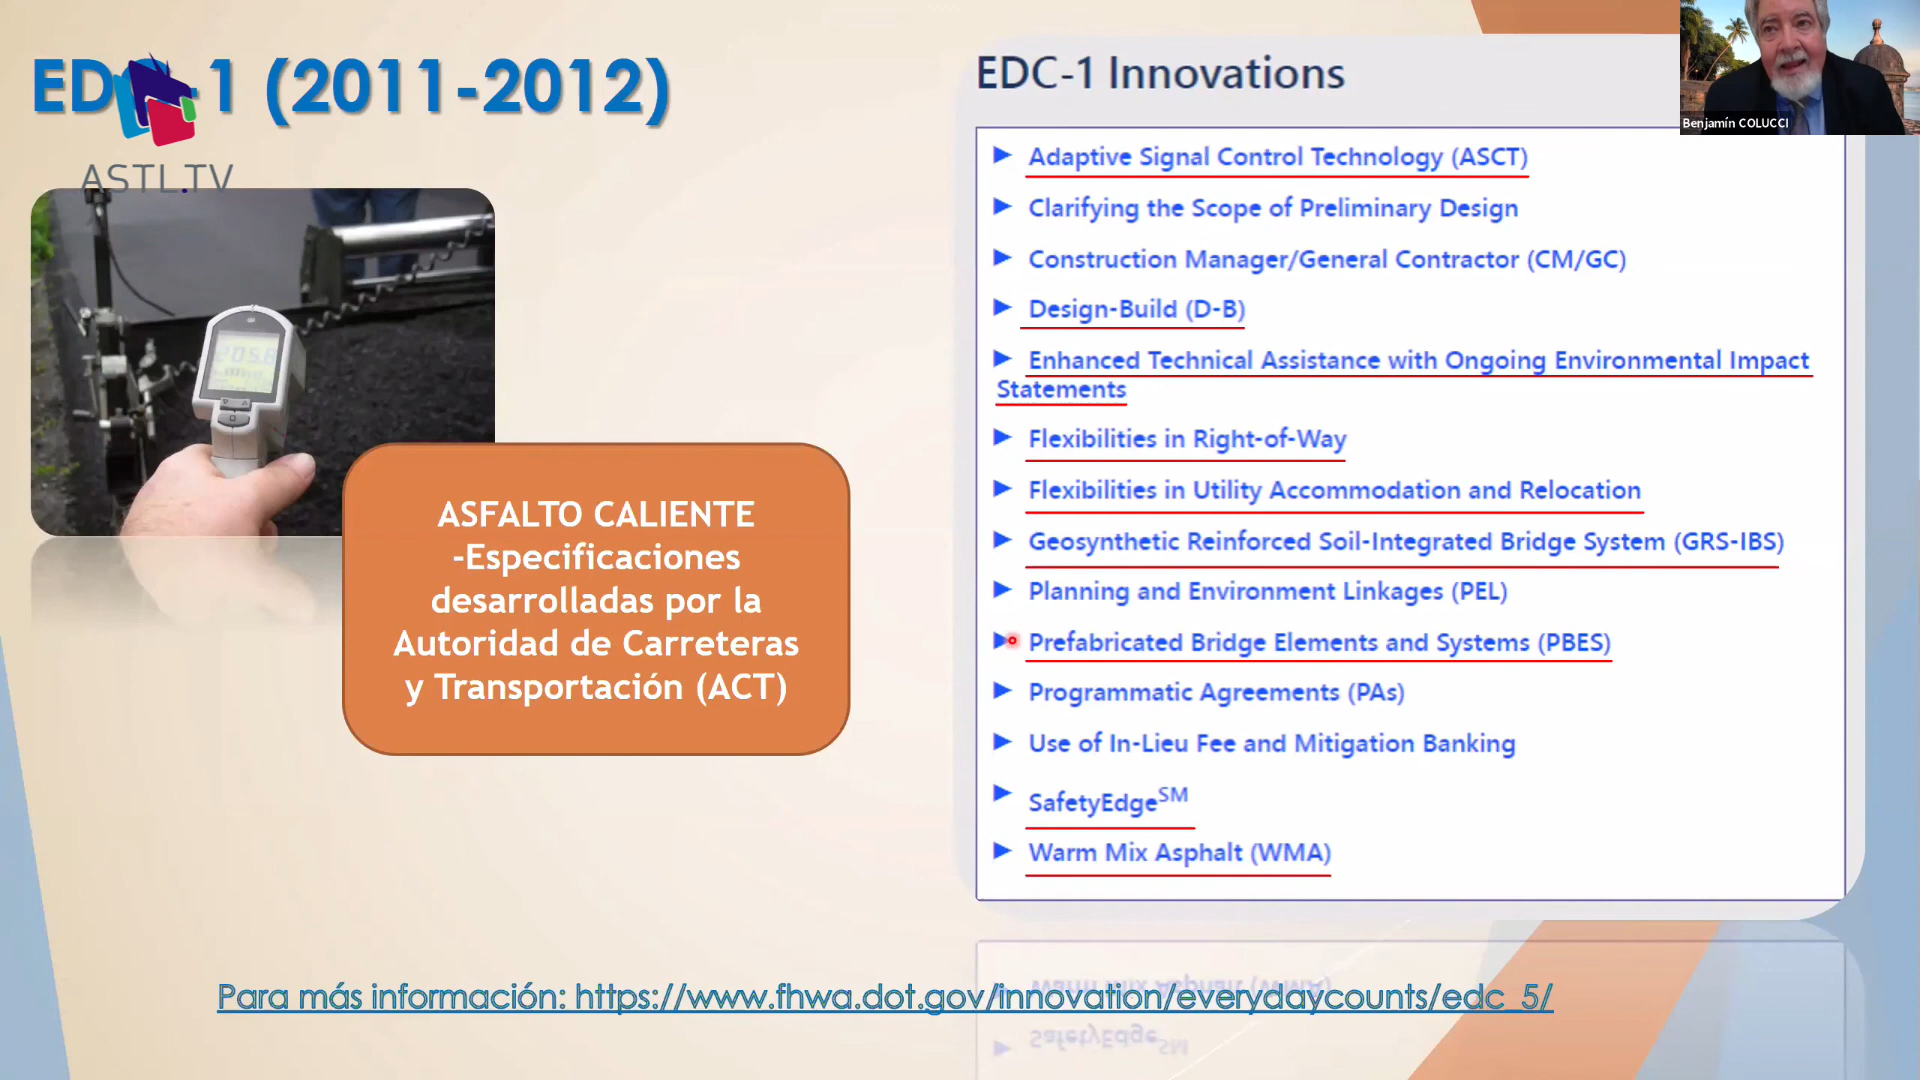 EDC-1 (2011-2012)
ASTL.TV
205.8
ASFALTO CALIENTE
-Especificaciones
desarrolladas por la
Autoridad de Carreteras
y Transportación (ACT)
EDC-1 Innovations
Adaptive Signal Control Technology (ASCT)
Clarifying the Scope of Preliminary Design
Construction Manager/General Contractor (CM/GC)
Design-Build (D-B)
Enhanced Technical Assistance with Ongoing Environmental Impact
Statements
Flexibilities in Right-of-Way
Flexibilities in Utility Accommodation and Relocation
Geosynthetic Reinforced Soil-Integrated Bridge System (GRS-IBS)
Planning and Environment Linkages (PEL)
Prefabricated Bridge Elements and Systems (PBES)
Programmatic Agreements (PAs)
Use of In-Lieu Fee and Mitigation Banking
SafetyEdgeSM
Warm Mix Asphalt (WMA)
Benjamín COLUCCI
Para más información: https://www.fhwa.dot.gov/innovation/everydaycounts/edc_5/